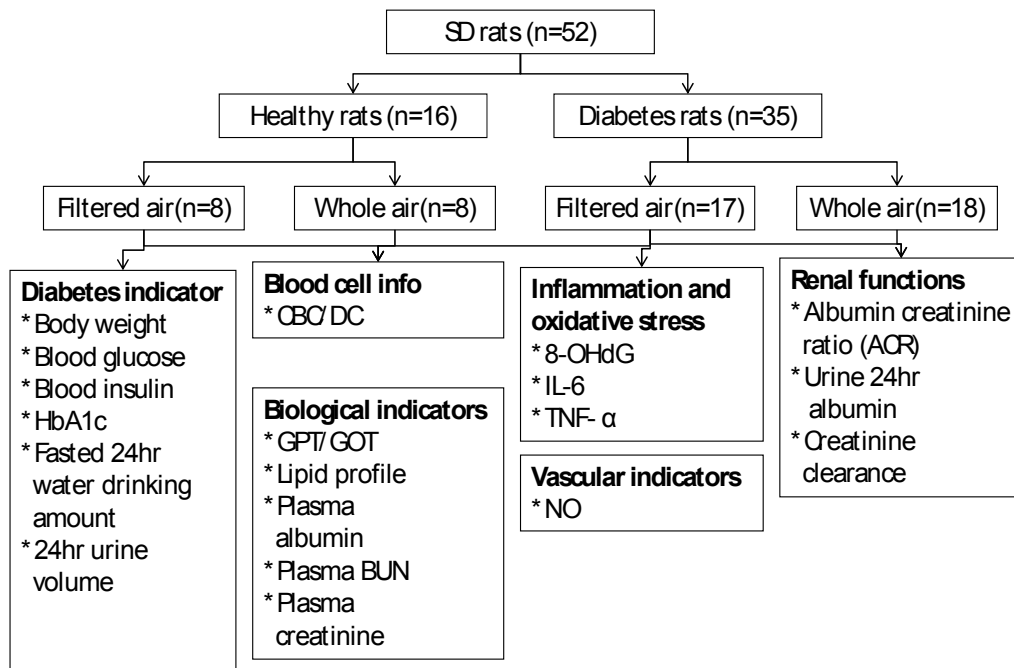 SD rats (n=52)
Healthy rats (n=16)
Diabetes rats (n=35)
Filtered air(n=8)
Whole air(n=8)
Filtered air(n=17)
Whole air(n=18)
Diabetes indicator
* Body weight
* Blood glucose
* Blood insulin
* HbA1c
* Fasted 24hr
water drinking
amount
* 24hr urine
volume
Blood cell info
* CBC/DC
Biological indicators
* GPT/GOT
* Lipid profile
* Plasma
albumin
* Plasma BUN
* Plasma
creatinine
Inflammation and
oxidative stress
* 8-OHdG
* IL-6
* TNF- α
Vascular indicators
* NO
Renal functions
* Albumin creatinine
ratio (ACR)
* Urine 24hr
albumin
* Creatinine
clearance